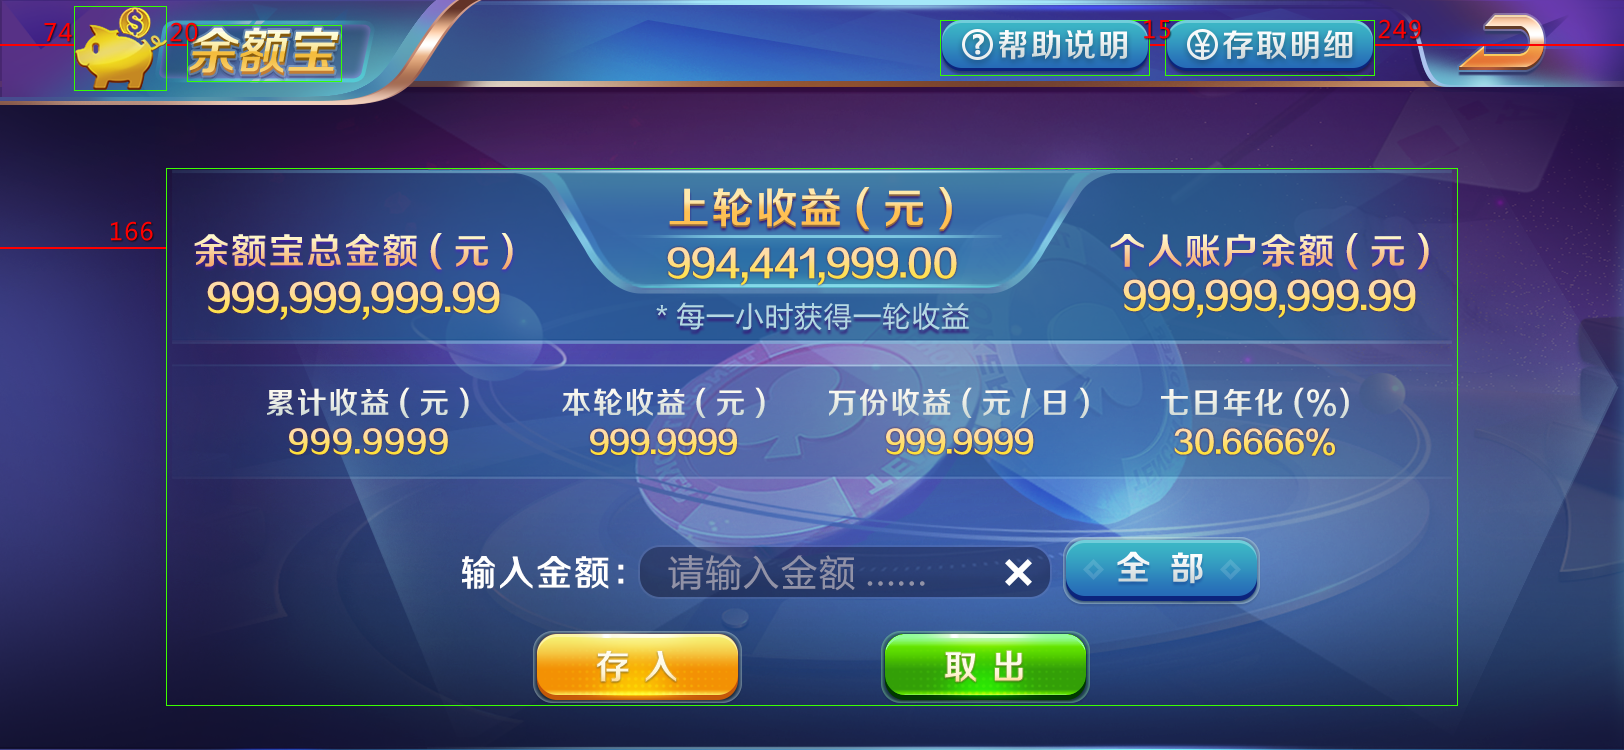 74
20
余额宝
帮助说明
15
存取明细
249
166
余额宝总金额(元)
999,999,999.99
上轮收益(元)
994,441,999.00
* 每一小时获得一轮收益
个人账户余额(元)
999,999,999.99
累计收益(元)
999.9999
本轮收益(元)
999.9999
万份收益(元/日)
999.9999
七日年化(%)
30.6666%
输入金额:
请输入金额 ......
全 部
存 入
取 出